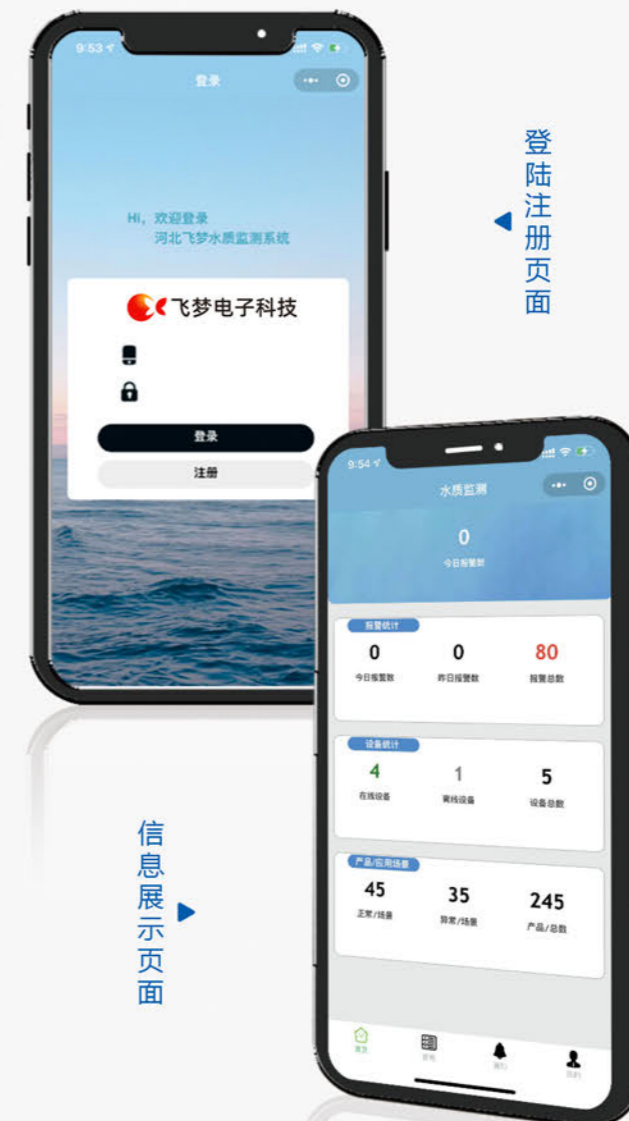 9:53
登录
Hi，欢迎登录
河北飞梦水质监测系统
飞梦电子科技
登录
注册
登陆注册页面
9:54
水质监测
0
今日报警数
报警统计
0
0
80
今日报警数
昨日报警数
报警总数
设备统计
4
1
5
在线设备
离线设备
设备总数
产品/应用场景
45
35
245
正常/场景
异常/场景
产品/总数
首页
我的
信息展示页面